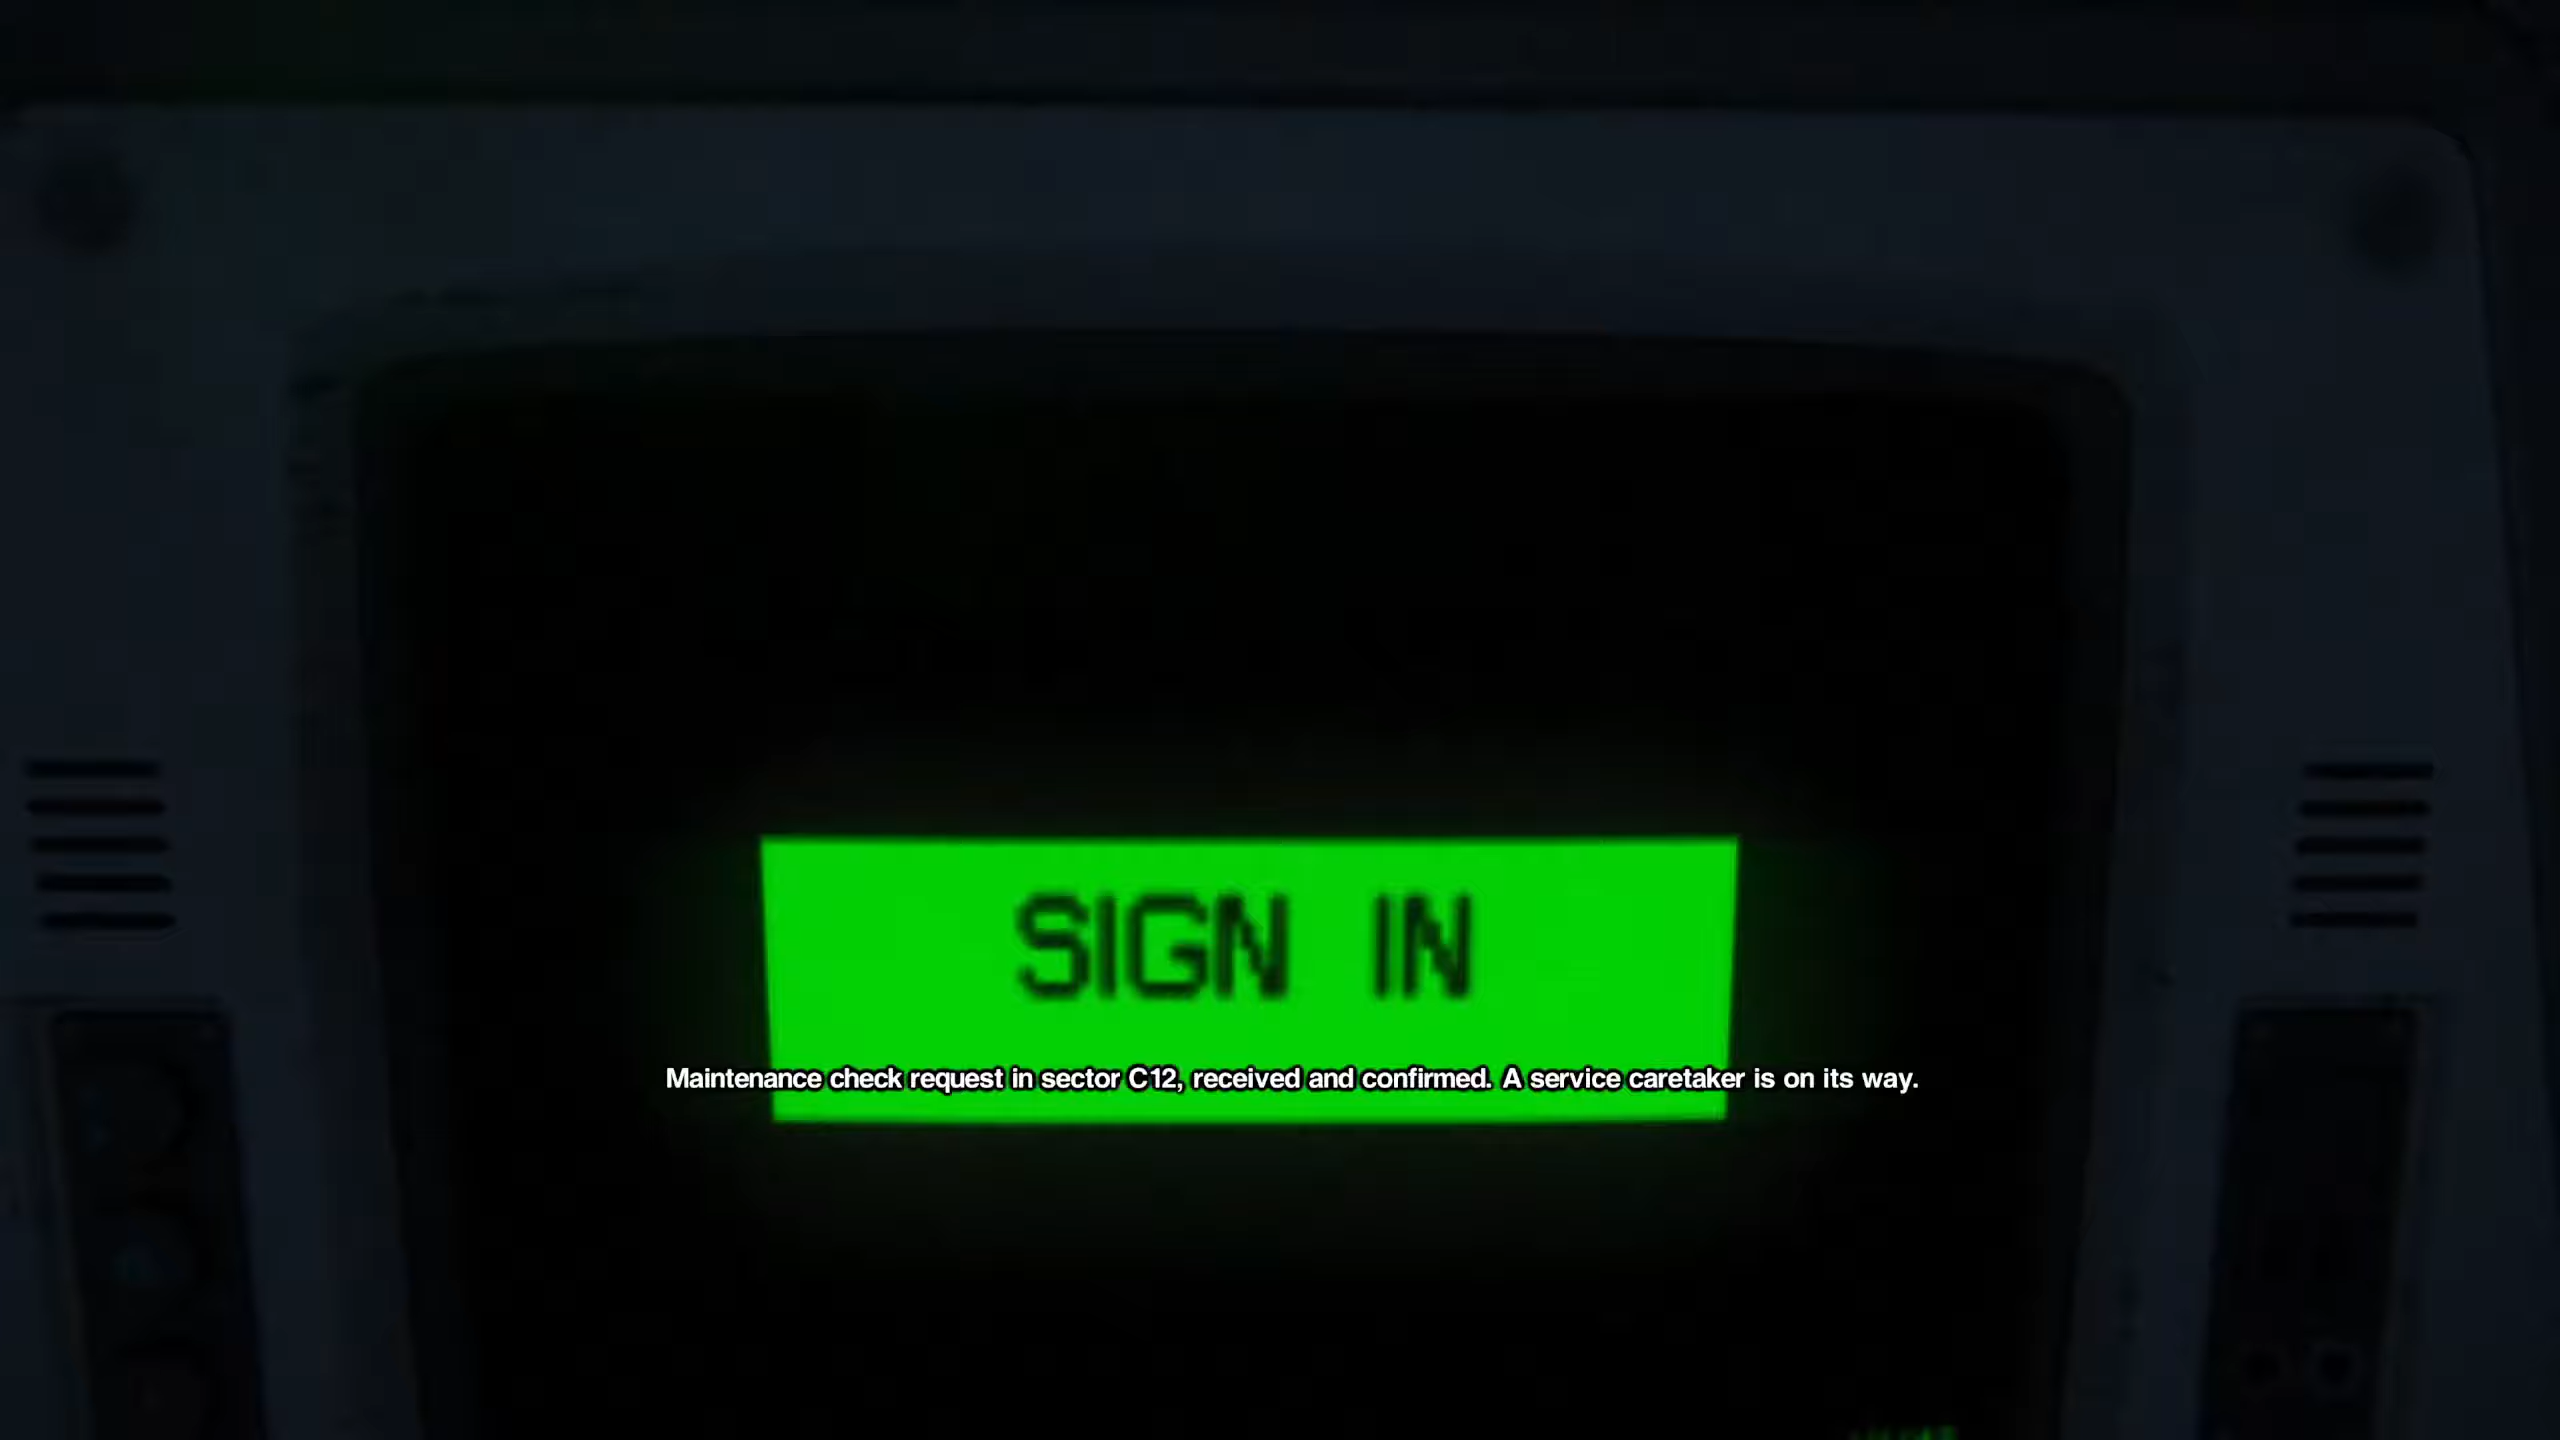 SIGN IN
Maintenance check request in sector C12, received and confirmed. A service caretaker is on its way.